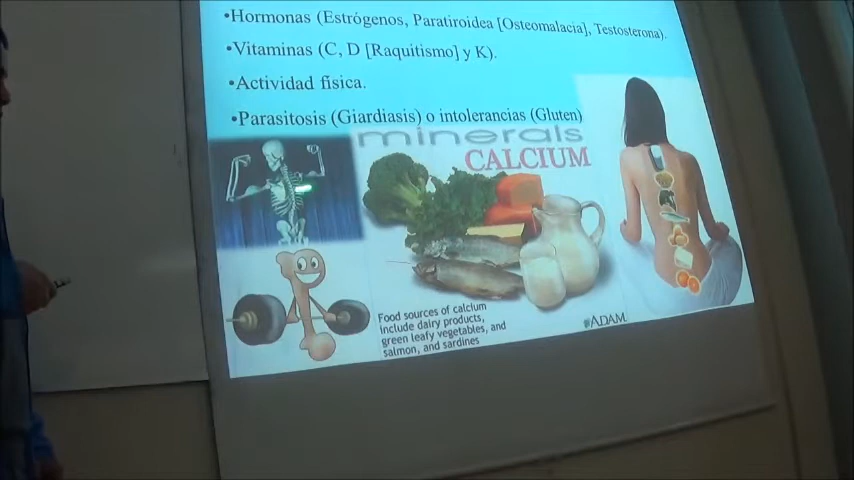 •Hormonas (Estrógenos, Paratiroidea [Osteomalacia], Testosterona).
•Vitaminas (C, D [Raquitismo] y K).
•Actividad física.
•Parasitosis (Giardiasis) o intolerancias (Gluten)
minerals
CALCIUM
Food sources of calcium
include dairy products,
green leafy vegetables, and
salmon, and sardines
ADAM